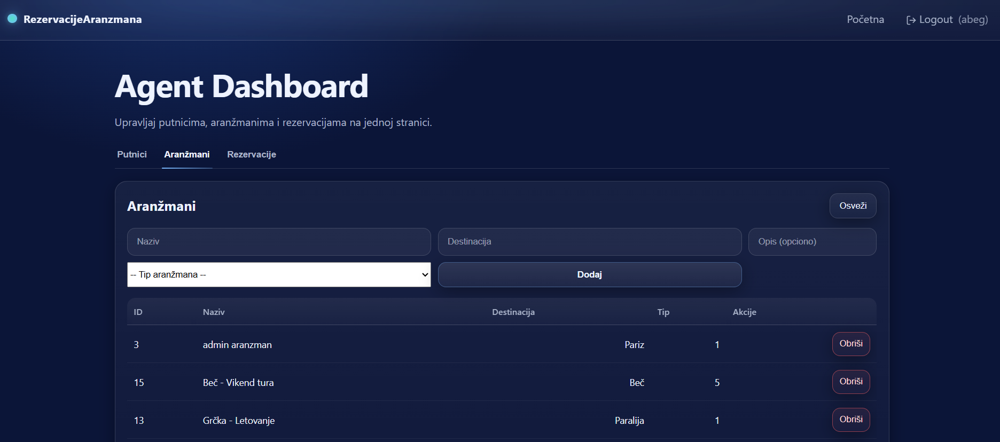 RezervacijeAranzmana Početna Logout (abeg)
Agent Dashboard
Upravljaj putnicima, aranžmanima i rezervacijama na jednoj stranici.
Putnici Aranžmani Rezervacije
Aranžmani Osveži
Naziv Destinacija Opis (opciono)
-- Tip aranžmana -- Dodaj
ID Naziv Destinacija Tip Akcije
3 admin aranzman Pariz 1 Obriši
15 Beč - Vikend tura Beč 5 Obriši
13 Grčka - Letovanje Paralija 1 Obriši